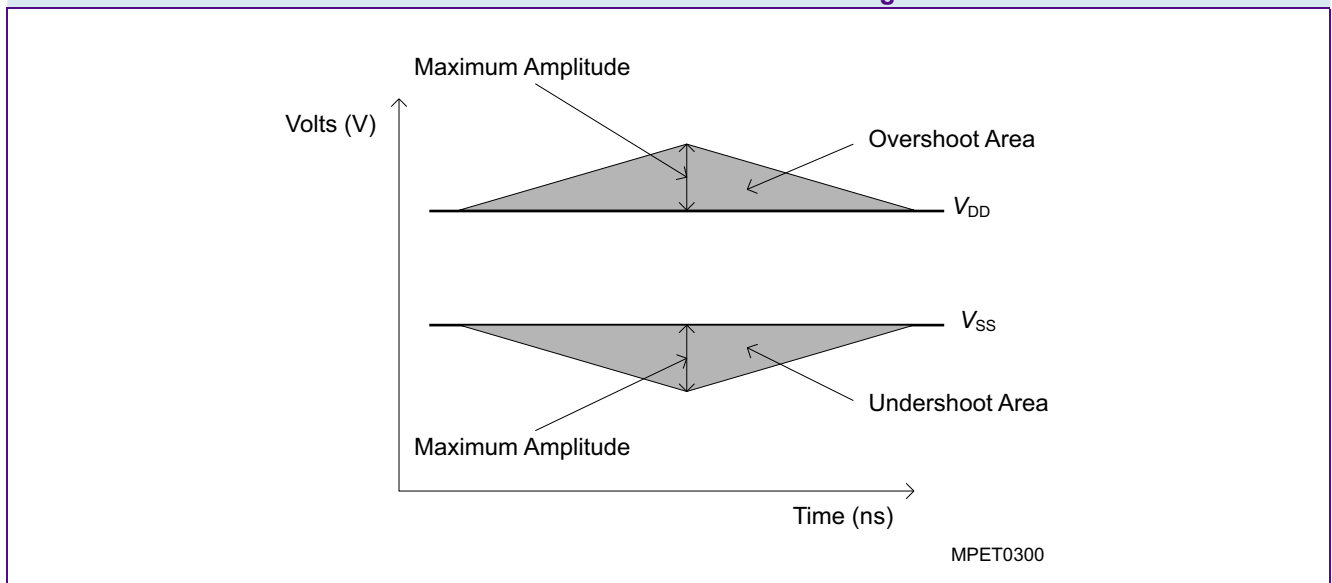 Maximum Amplitude
Volts (V)
Overshoot Area
VDD
VSS
Undershoot Area
Maximum Amplitude
Time (ns)
MPET0300